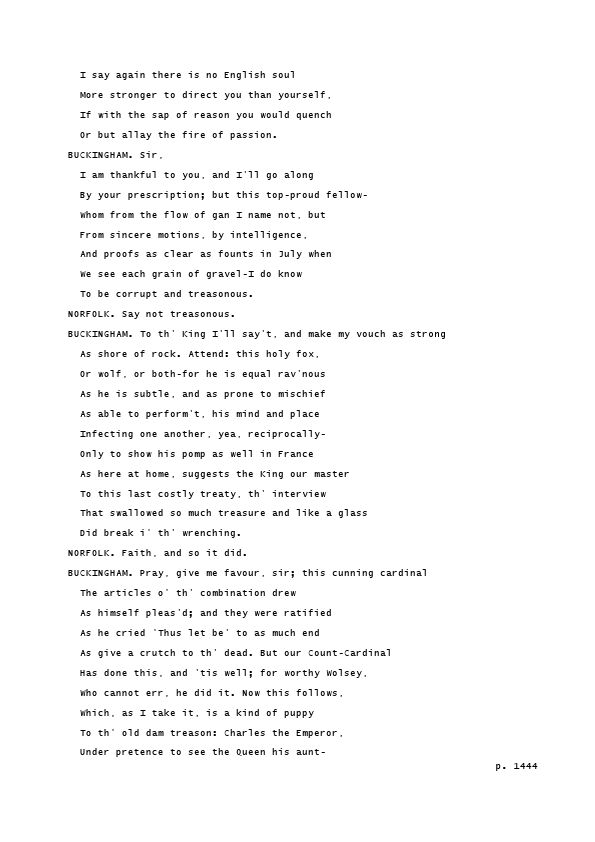 I say again there is no English soul
More stronger to direct you than yourself,
If with the sap of reason you would quench
Or but allay the fire of passion.
BUCKINGHAM. Sir,
I am thankful to you, and I'll go along
By your prescription; but this top-proud fellow-
Whom from the flow of gan I name not, but
From sincere motions, by intelligence,
And proofs as clear as founts in July when
We see each grain of gravel-I do know
To be corrupt and treasonous.
NORFOLK. Say not treasonous.
BUCKINGHAM. To th' King I'll say't, and make my vouch as strong
As shore of rock. Attend: this holy fox,
Or wolf, or both-for he is equal rav'nous
As he is subtle, and as prone to mischief
As able to perform't, his mind and place
Infecting one another, yea, reciprocally-
Only to show his pomp as well in France
As here at home, suggests the King our master
To this last costly treaty, th' interview
That swallowed so much treasure and like a glass
Did break i' th' wrenching.
NORFOLK. Faith, and so it did.
BUCKINGHAM. Pray, give me favour, sir; this cunning cardinal
The articles o' th' combination drew
As himself pleas'd; and they were ratified
As he cried 'Thus let be' to as much end
As give a crutch to th' dead. But our Count-Cardinal
Has done this, and 'tis well; for worthy Wolsey,
Who cannot err, he did it. Now this follows,
Which, as I take it, is a kind of puppy
To th' old dam treason: Charles the Emperor,
Under pretence to see the Queen his aunt-
p. 1444